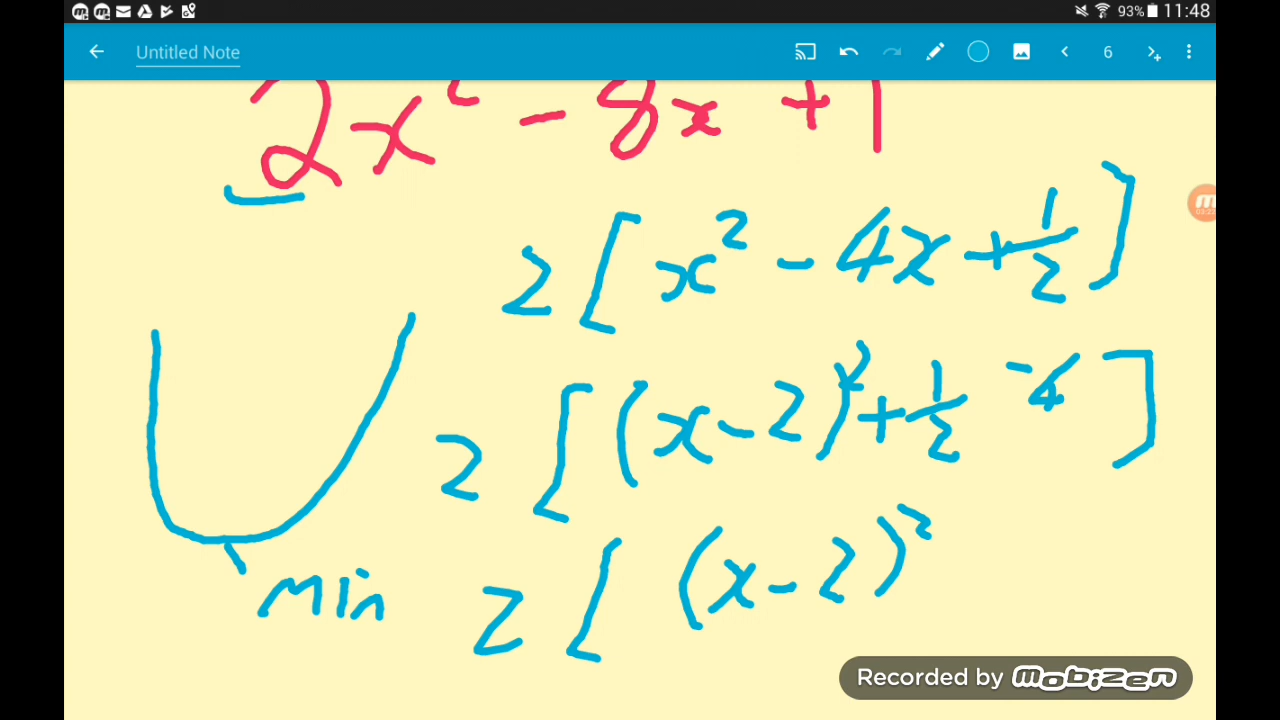 93% 11:48
Untitled Note
6
2x² - 8x + 1
2[x² - 4x + 1/2]
2[(x-2)² + 1/2 - 4]
min
2[(x-2)²
Recorded by Mobizen